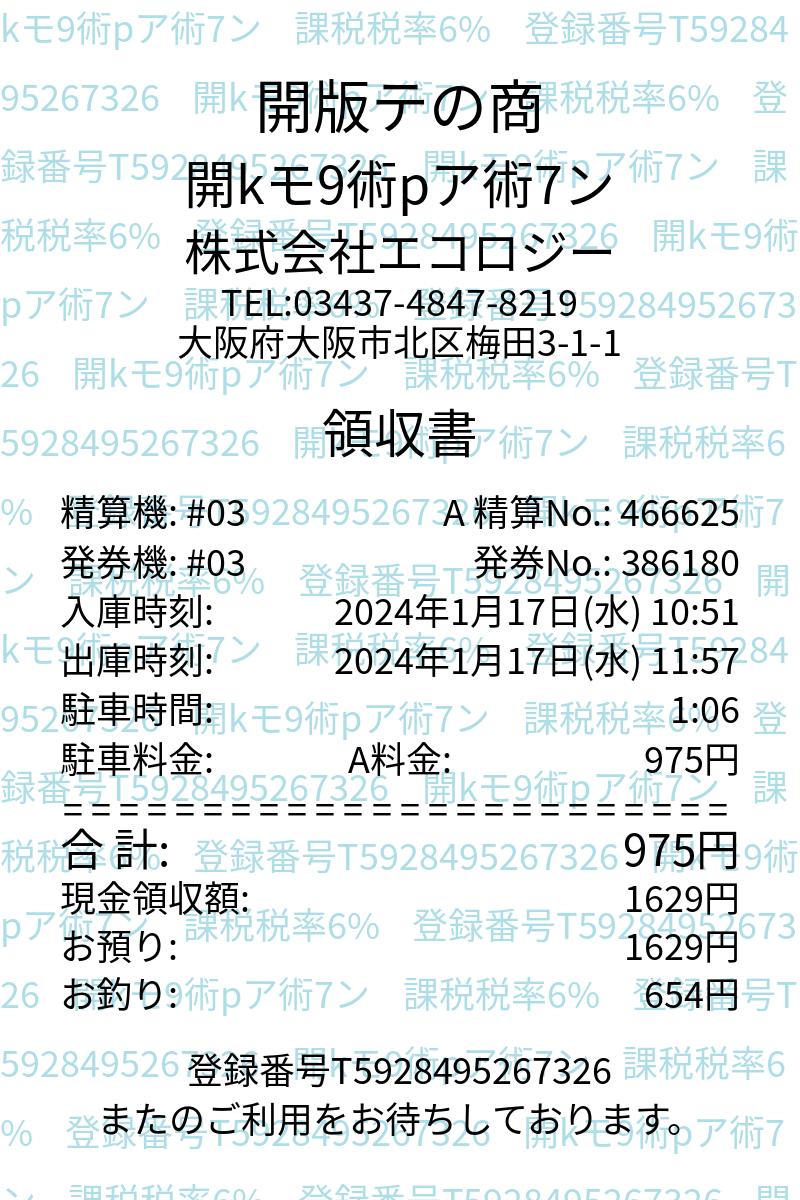 開版テの商
開kモ9術pア術7ン
株式会社エコロジー
TEL:03437-4847-8219
大阪府大阪市北区梅田3-1-1
領収書
精算機: #03 A 精算No.: 466625
発券機: #03 発券No.: 386180
入庫時刻: 2024年1月17日(水) 10:51
出庫時刻: 2024年1月17日(水) 11:57
駐車時間: 1:06
駐車料金: A料金: 975円
========================
合 計: 975円
現金領収額: 1629円
お預り: 1629円
お釣り: 654円
登録番号T5928495267326
またのご利用をお待ちしております。